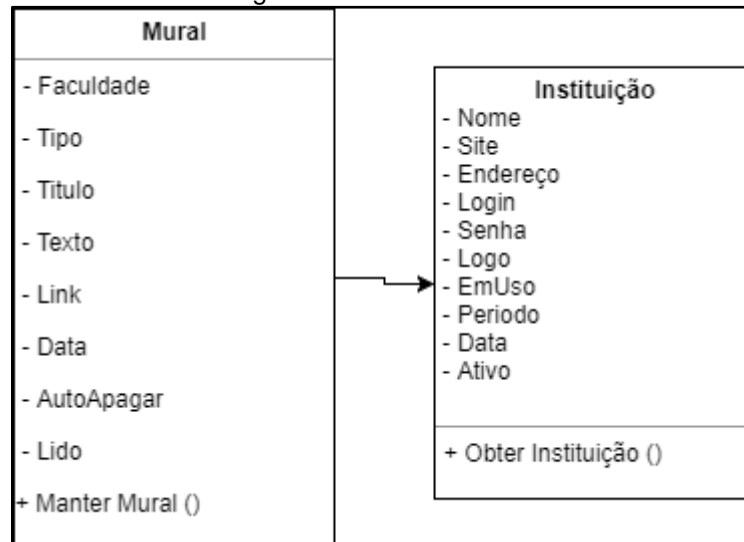 Mural
- Faculdade
- Tipo
- Titulo
- Texto
- Link
- Data
- AutoApagar
- Lido
+ Manter Mural ()
Instituição
- Nome
- Site
- Endereço
- Login
- Senha
- Logo
- EmUso
- Periodo
- Data
- Ativo
+ Obter Instituição ()